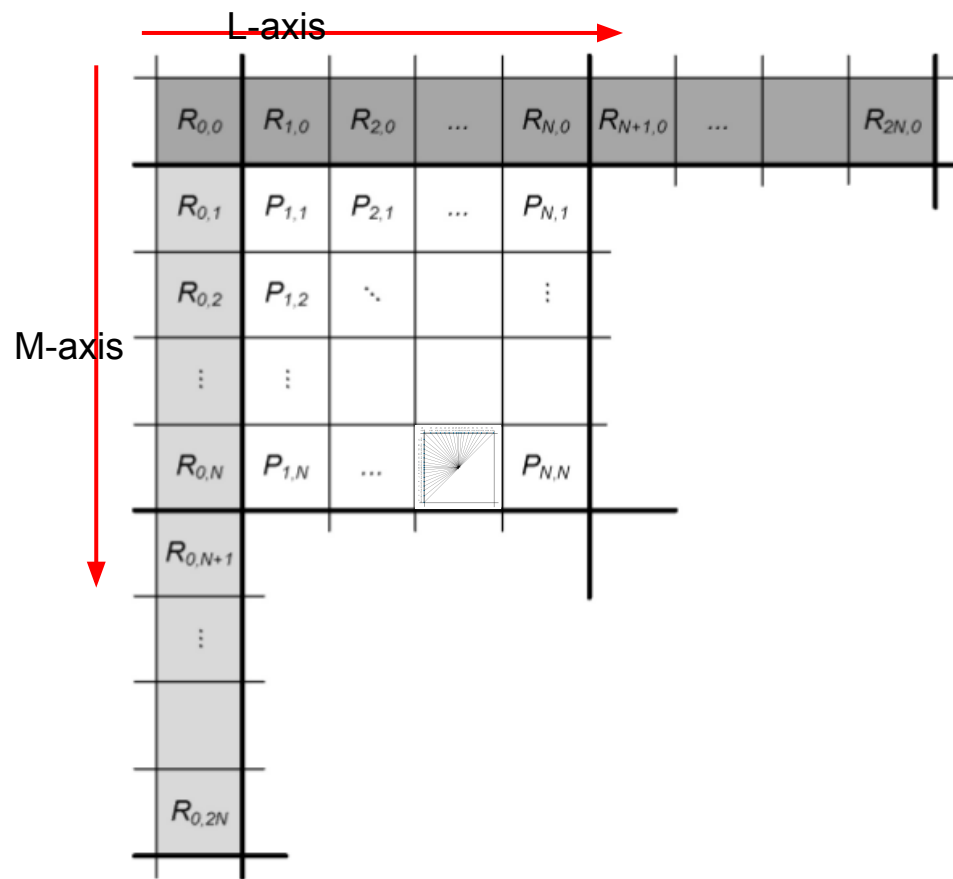 L-axis
R0,0 R1,0 R2,0 ... RN,0 RN+1,0 ... R2N,0
R0,1 P1,1 P2,1 ... PN,1
R0,2 P1,2 ⋱ ⋮
M-axis
⋮ ⋮
R0,N P1,N ... PN,N
R0,N+1
⋮
R0,2N